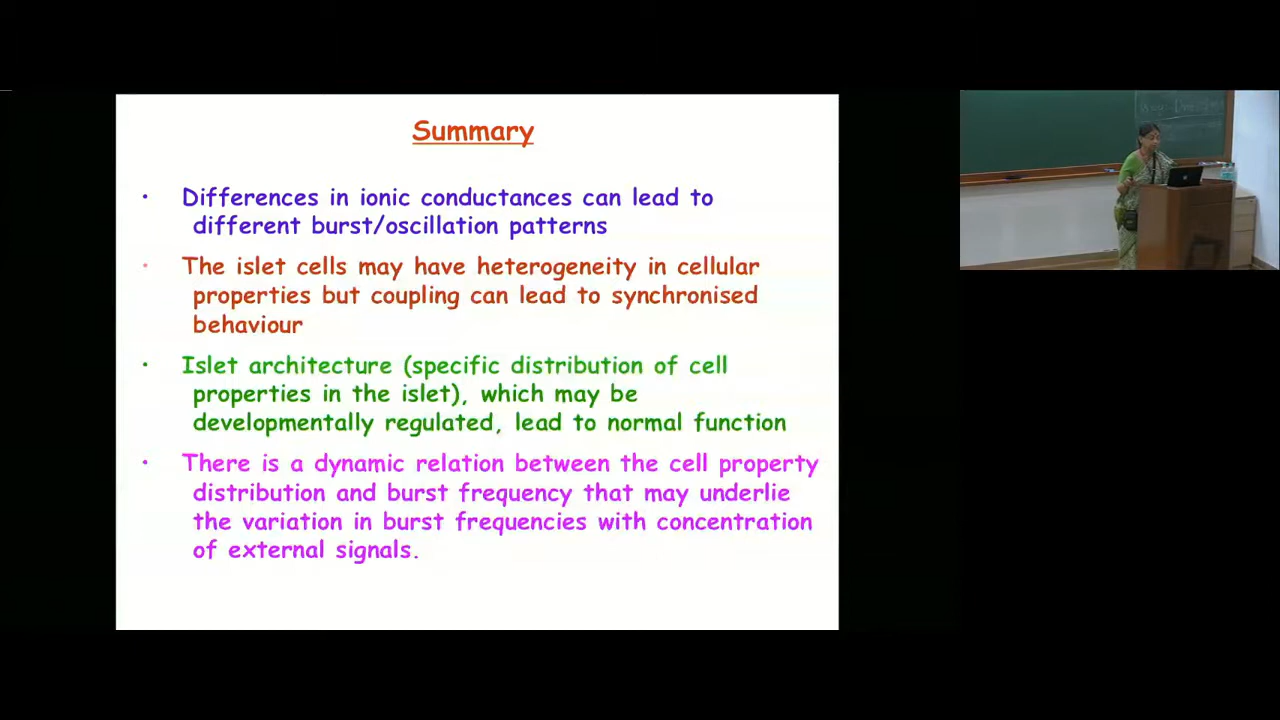 Summary
• Differences in ionic conductances can lead to
different burst/oscillation patterns
• The islet cells may have heterogeneity in cellular
properties but coupling can lead to synchronised
behaviour
• Islet architecture (specific distribution of cell
properties in the islet), which may be
developmentally regulated, lead to normal function
• There is a dynamic relation between the cell property
distribution and burst frequency that may underlie
the variation in burst frequencies with concentration
of external signals.